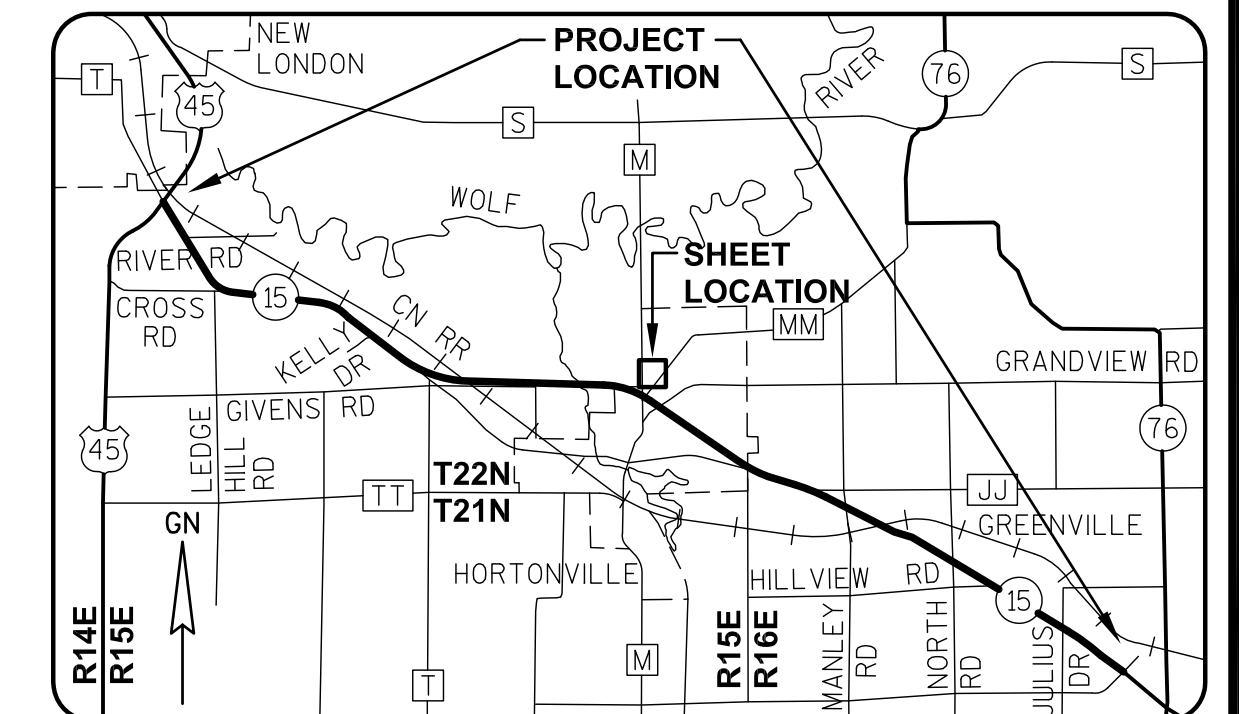 NEW
LONDON
PROJECT
LOCATION
T
45
S
76
S
RIVER
M
WOLF
SHEET
LOCATION
RIVER RD
15
CROSS
RD
CN RR
KELLY
DR
MM
GRANDVIEW RD
GIVENS RD
LEDGE
HILL
RD
45
76
T22N
T21N
TT
JJ
GN
GREENVILLE
HORTONVILLE
HILLVIEW RD
15
R14E
R15E
R15E
R16E
MANLEY
RD
NORTH
RD
JULIUS
DR
M
T